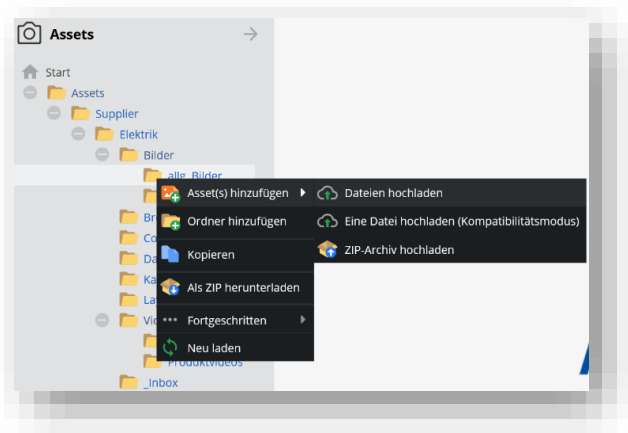 Assets
Start
Assets
Supplier
Elektrik
Bilder
allg_Bilder
Asset(s) hinzufügen
Dateien hochladen
Ordner hinzufügen
Eine Datei hochladen (Kompatibilitätsmodus)
Kopieren
ZIP-Archiv hochladen
Als ZIP herunterladen
Fortgeschritten
Neu laden
Produktvideos
_Inbox